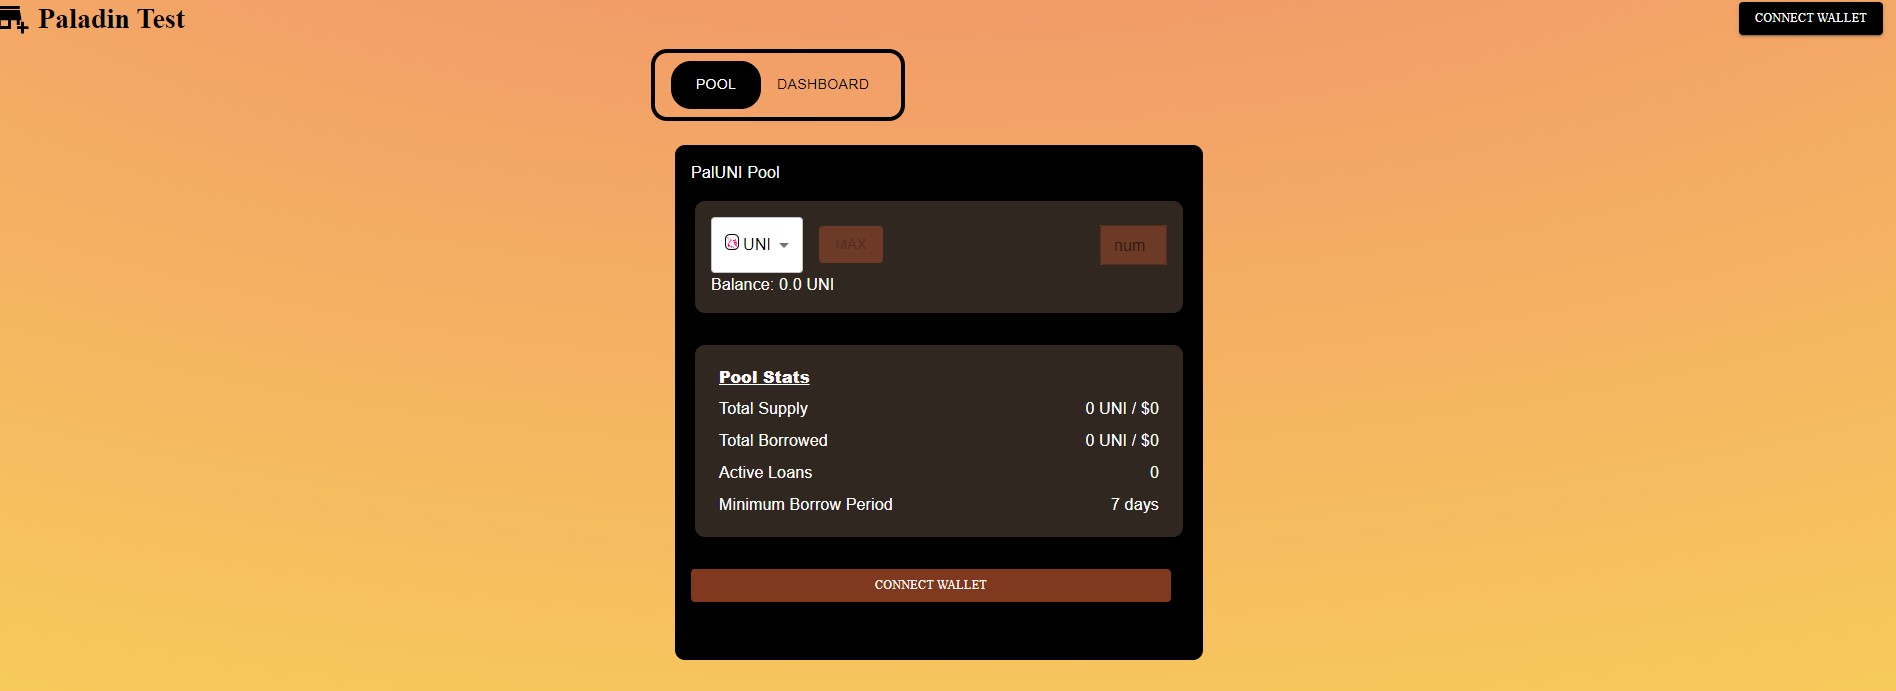 Paladin Test
CONNECT WALLET
POOL DASHBOARD
PalUNI Pool
UNI MAX num
Balance: 0.0 UNI
Pool Stats
Total Supply 0 UNI / $0
Total Borrowed 0 UNI / $0
Active Loans 0
Minimum Borrow Period 7 days
CONNECT WALLET